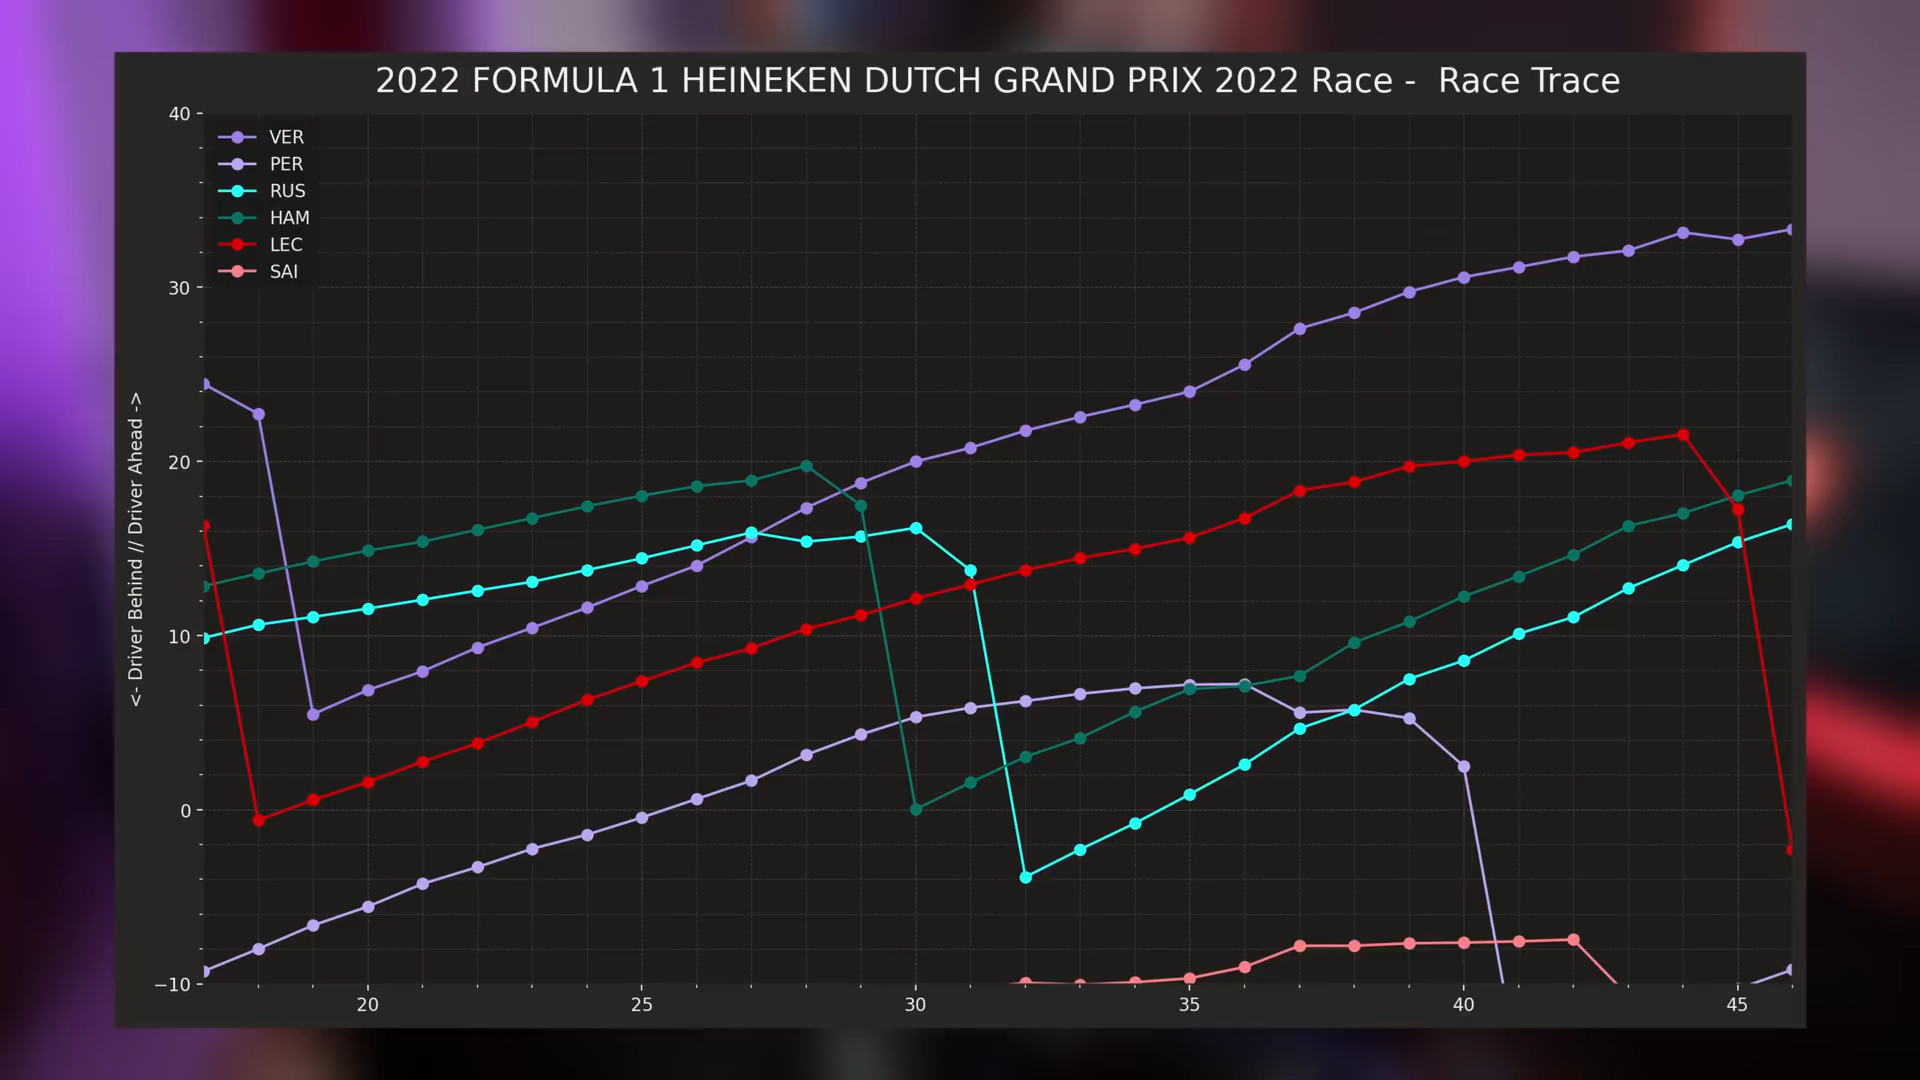 2022 FORMULA 1 HEINEKEN DUTCH GRAND PRIX 2022 Race - Race Trace
40
30
20
10
0
−10
<- Driver Behind // Driver Ahead ->
VER
PER
RUS
HAM
LEC
SAI
20 25 30 35 40 45